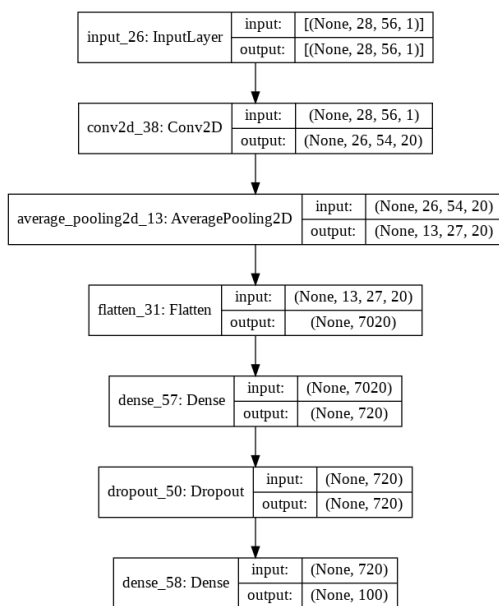 input_26: InputLayer
input: [(None, 28, 56, 1)]
output: [(None, 28, 56, 1)]
conv2d_38: Conv2D
input: (None, 28, 56, 1)
output: (None, 26, 54, 20)
average_pooling2d_13: AveragePooling2D
input: (None, 26, 54, 20)
output: (None, 13, 27, 20)
flatten_31: Flatten
input: (None, 13, 27, 20)
output: (None, 7020)
dense_57: Dense
input: (None, 7020)
output: (None, 720)
dropout_50: Dropout
input: (None, 720)
output: (None, 720)
dense_58: Dense
input: (None, 720)
output: (None, 100)